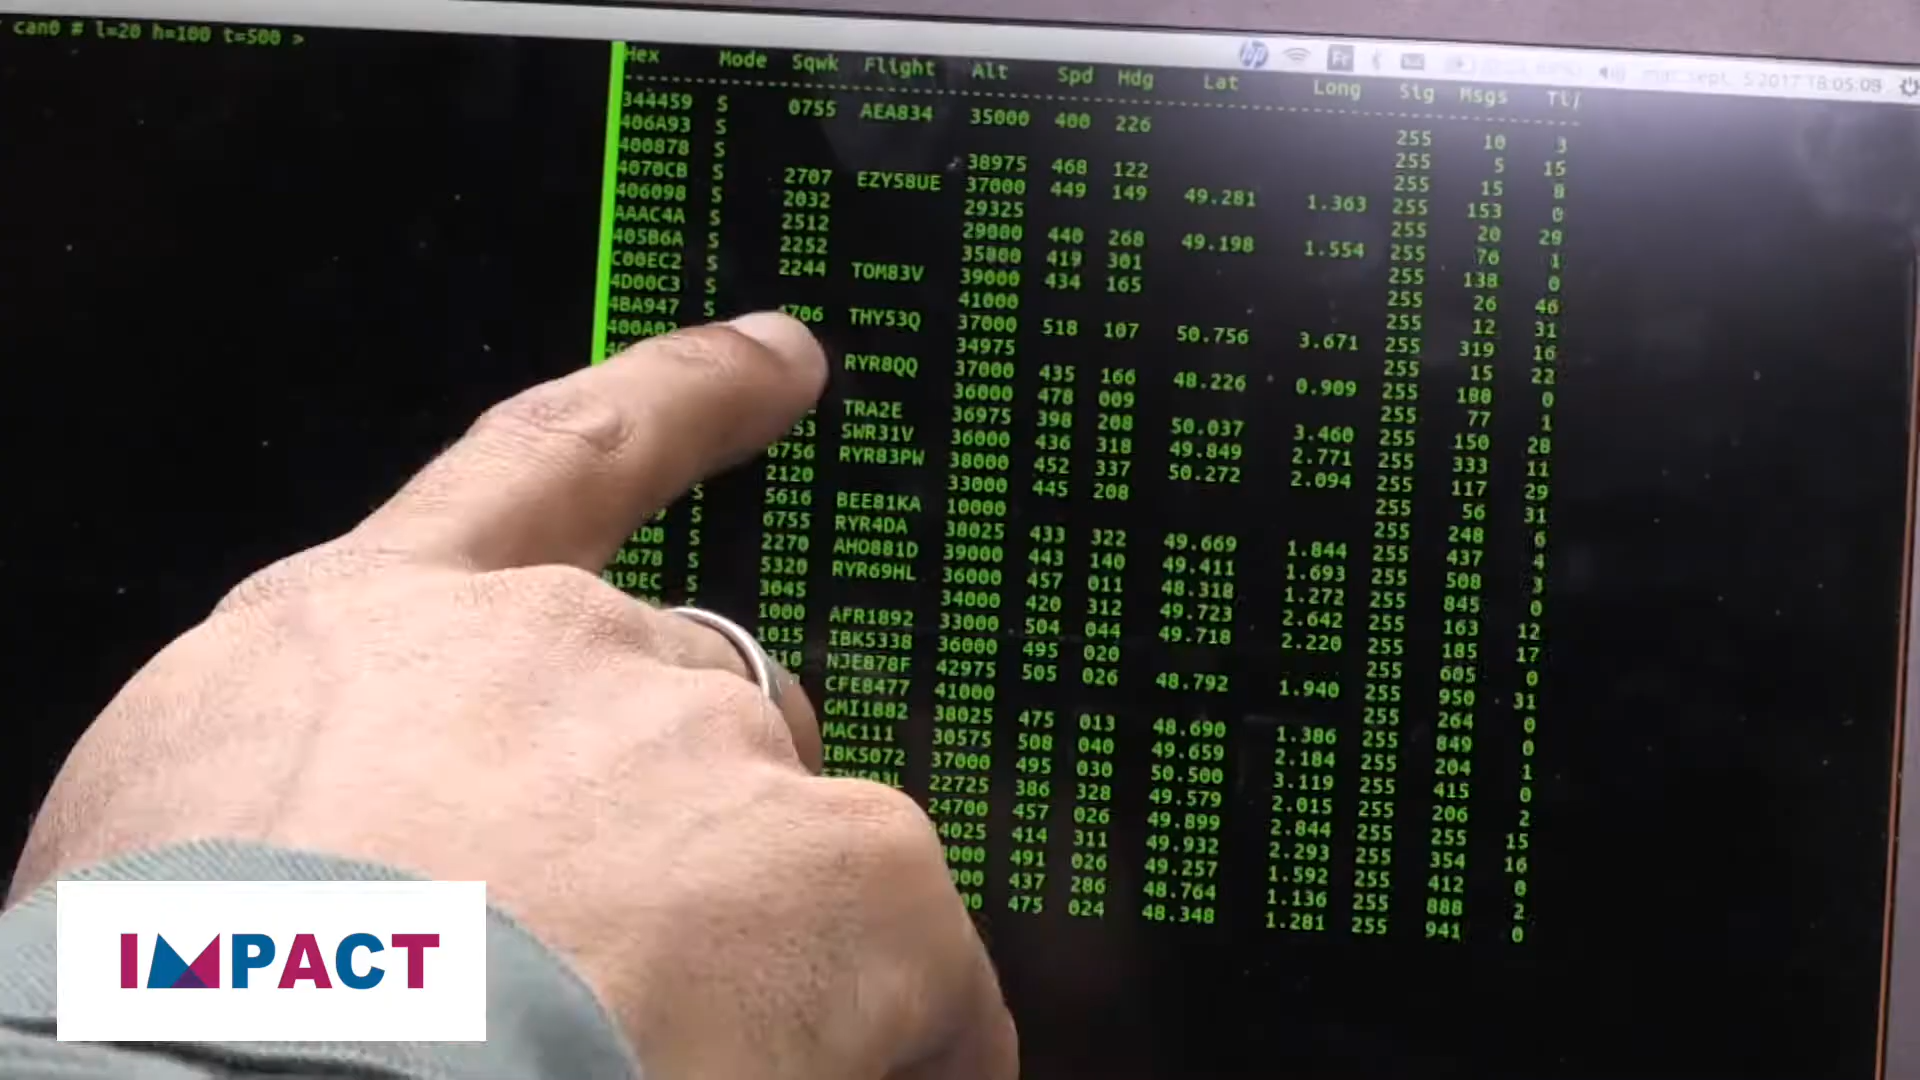 can0 # l=20 h=100 t=500 >
hp Fr mar. sept. 5 2017 18:05:09
Hex Mode Sqwk Flight Alt Spd Hdg Lat Long Sig Msgs Ti/
344459 S 0755 AEA834 35000 400 226 255 10 3
406A93 S 255 5 15
400878 S 38975 468 122 255 15 8
4070CB S 2707 EZY58UE 37000 449 149 49.281 1.363 255 153 0
406098 S 2032 29325 255 20 28
AAAC4A S 2512 29000 440 268 49.198 1.554 255 76 1
405B6A S 2252 35800 419 301 255 138 0
C00EC2 S 2244 TOM83V 39000 434 165 255 26 46
4D00C3 S 41000 255 12 31
4BA947 S 4706 THY53Q 37000 518 107 50.756 3.671 255 319 16
400A02 34975 255 15 22
RYR8QQ 37000 435 166 48.226 0.909 255 188 0
36000 478 009 255 77 1
TRA2E 36975 398 208 50.037 3.460 255 150 28
SWR31V 36000 436 318 49.849 2.771 255 333 11
6756 RYR83PW 38000 452 337 50.272 2.094 255 117 29
2120 33000 445 208 255 56 31
S 5616 BEE81KA 10000 255 248 6
S 6755 RYR4DA 38025 433 322 49.669 1.844 255 437 4
S 2270 AHO881D 39000 443 140 49.411 1.693 255 508 3
S 5320 RYR69HL 36000 457 011 48.318 1.272 255 845 0
S 3045 34000 420 312 49.723 2.642 255 163 12
1000 AFR1892 33000 504 044 49.718 2.220 255 185 17
1015 IBK5338 36000 495 020 255 605 0
NJE878F 42975 505 026 48.792 1.940 255 950 31
CFE8477 41000 255 264 0
GMI1882 38025 475 013 48.690 1.386 255 849 0
MAC111 30575 508 040 49.659 2.184 255 204 1
IBK5072 37000 495 030 50.500 3.119 255 415 0
22725 386 328 49.579 2.015 255 206 2
24700 457 026 49.899 2.844 255 255 15
414 311 49.932 2.293 255 354 16
491 026 49.257 1.592 255 412 0
437 286 48.764 1.136 255 888 2
475 024 48.348 1.281 255 941 0
IMPACT